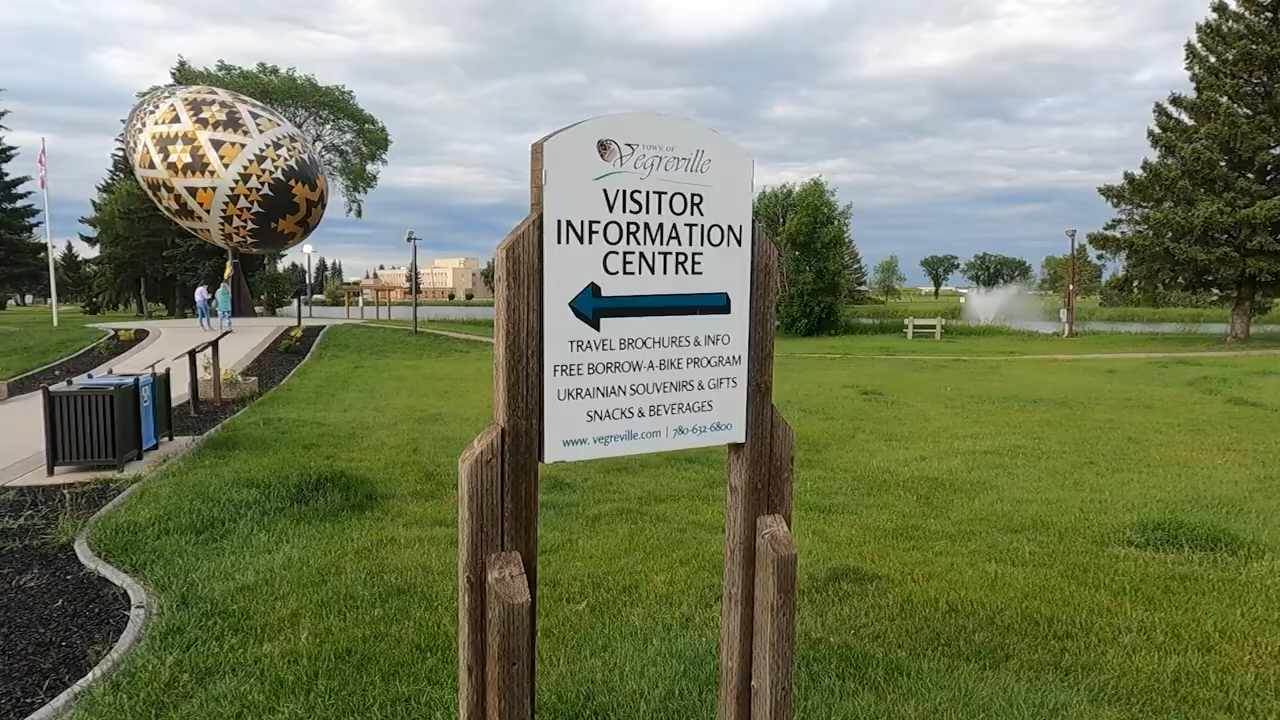 TOWN OF
Vegreville
VISITOR
INFORMATION
CENTRE
TRAVEL BROCHURES & INFO
FREE BORROW-A-BIKE PROGRAM
UKRAINIAN SOUVENIRS & GIFTS
SNACKS & BEVERAGES
www.vegreville.com | 780-632-6800